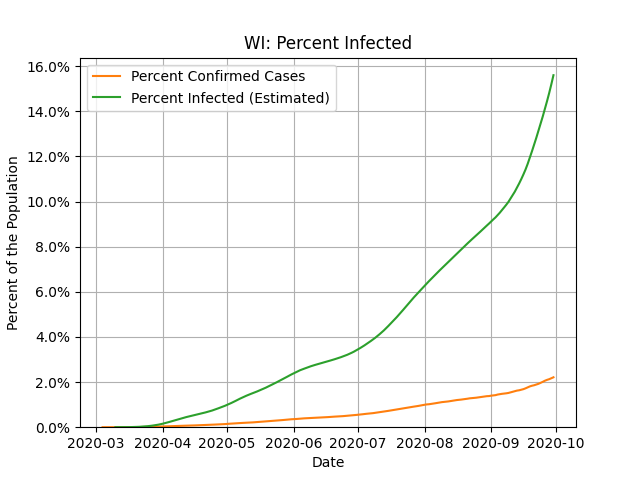 WI: Percent Infected
Percent Confirmed Cases
Percent Infected (Estimated)
Percent of the Population
16.0%
14.0%
12.0%
10.0%
8.0%
6.0%
4.0%
2.0%
0.0%
2020-03 2020-04 2020-05 2020-06 2020-07 2020-08 2020-09 2020-10
Date